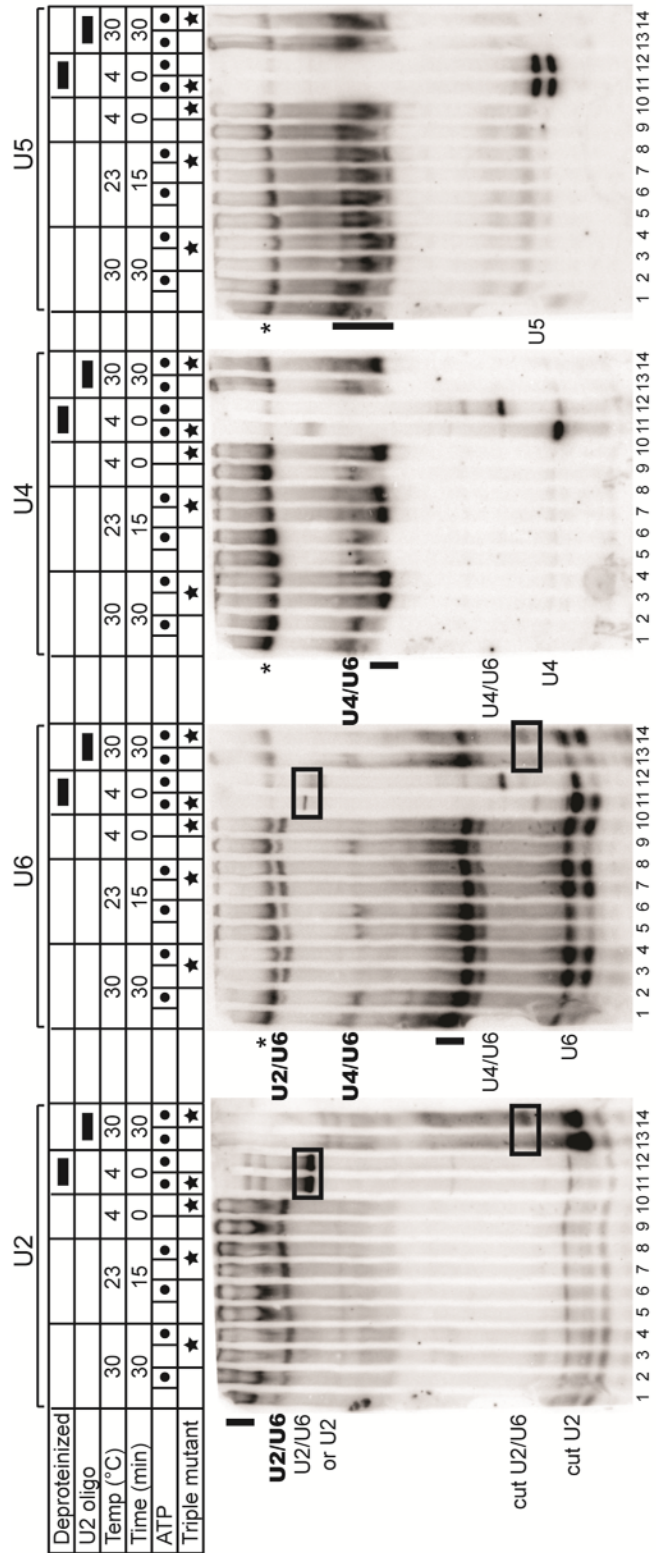 U2 U6 U4 U5
Deproteinized
U2 oligo
Temp (°C) 30 23 4 4 30 30 23 4 4 30 30 23 4 4 30 30 23 4 4 30
Time (min) 30 15 0 0 30 30 15 0 0 30 30 15 0 0 30 30 15 0 0 30
ATP
Triple mutant
U2/U6
U2/U6
or U2
cut U2/U6
cut U2
1 2 3 4 5 6 7 8 9 10 11 12 13 14
*
U2/U6
U4/U6
U4/U6
U6
1 2 3 4 5 6 7 8 9 10 11 12 13 14
*
U4/U6
U4/U6
U4
1 2 3 4 5 6 7 8 9 10 11 12 13 14
*
U5
1 2 3 4 5 6 7 8 9 10 11 12 13 14